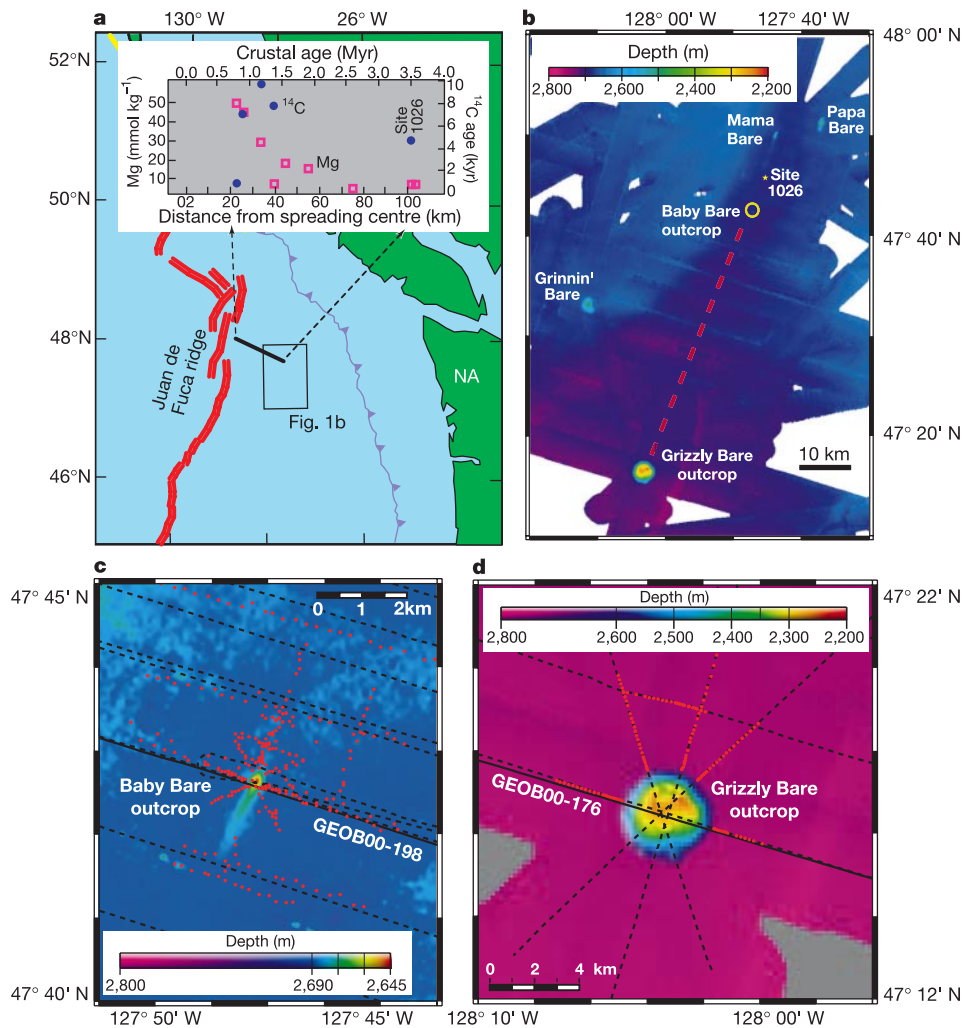 a
130° W
26° W
52° N
50° N
48° N
46° N
Crustal age (Myr)
0.0 0.5 1.0 1.5 2.0 2.5 3.0 3.5 4.0
Mg (mmol kg⁻¹)
50
40
30
20
10
¹⁴C
Mg
Site
1026
10
8
6
4
2
0
¹⁴C age (kyr)
02 20 40 60 80 100
Distance from spreading centre (km)
Juan de
Fuca ridge
NA
Fig. 1b
b
128° 00' W
127° 40' W
48° 00' N
47° 40' N
47° 20' N
Depth (m)
2,800 2,600 2,400 2,200
Mama
Bare
Papa
Bare
Site
1026
Baby Bare
outcrop
Grinnin'
Bare
Grizzly Bare
outcrop
10 km
c
47° 45' N
47° 40' N
0 1 2km
Baby Bare
outcrop
GEOB00-198
Depth (m)
2,800 2,645
127° 50' W
127° 45' W
d
47° 22' N
47° 12' N
Depth (m)
2,800 2,600 2,500 2,400 2,300 2,200
GEOB00-176
Grizzly Bare
outcrop
0 2 4 km
128° 10' W
128° 00' W